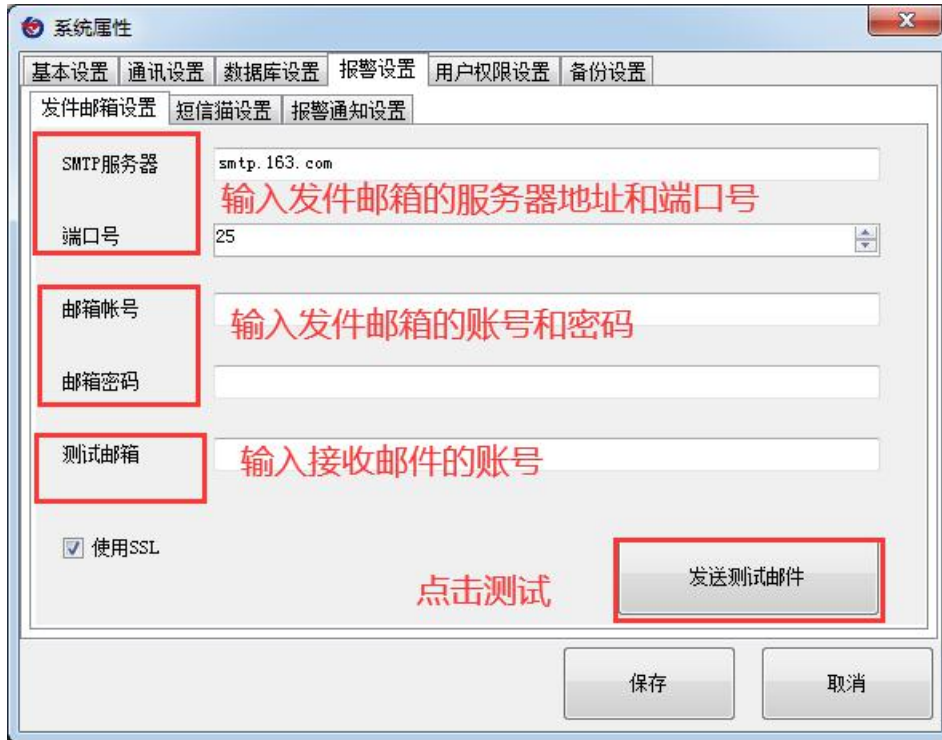 系统属性
基本设置 通讯设置 数据库设置 报警设置 用户权限设置 备份设置
发件邮箱设置 短信猫设置 报警通知设置
SMTP服务器 smtp.163.com
输入发件邮箱的服务器地址和端口号
端口号 25
邮箱帐号
输入发件邮箱的账号和密码
邮箱密码
测试邮箱
输入接收邮件的账号
使用SSL
发送测试邮件
点击测试
保存 取消